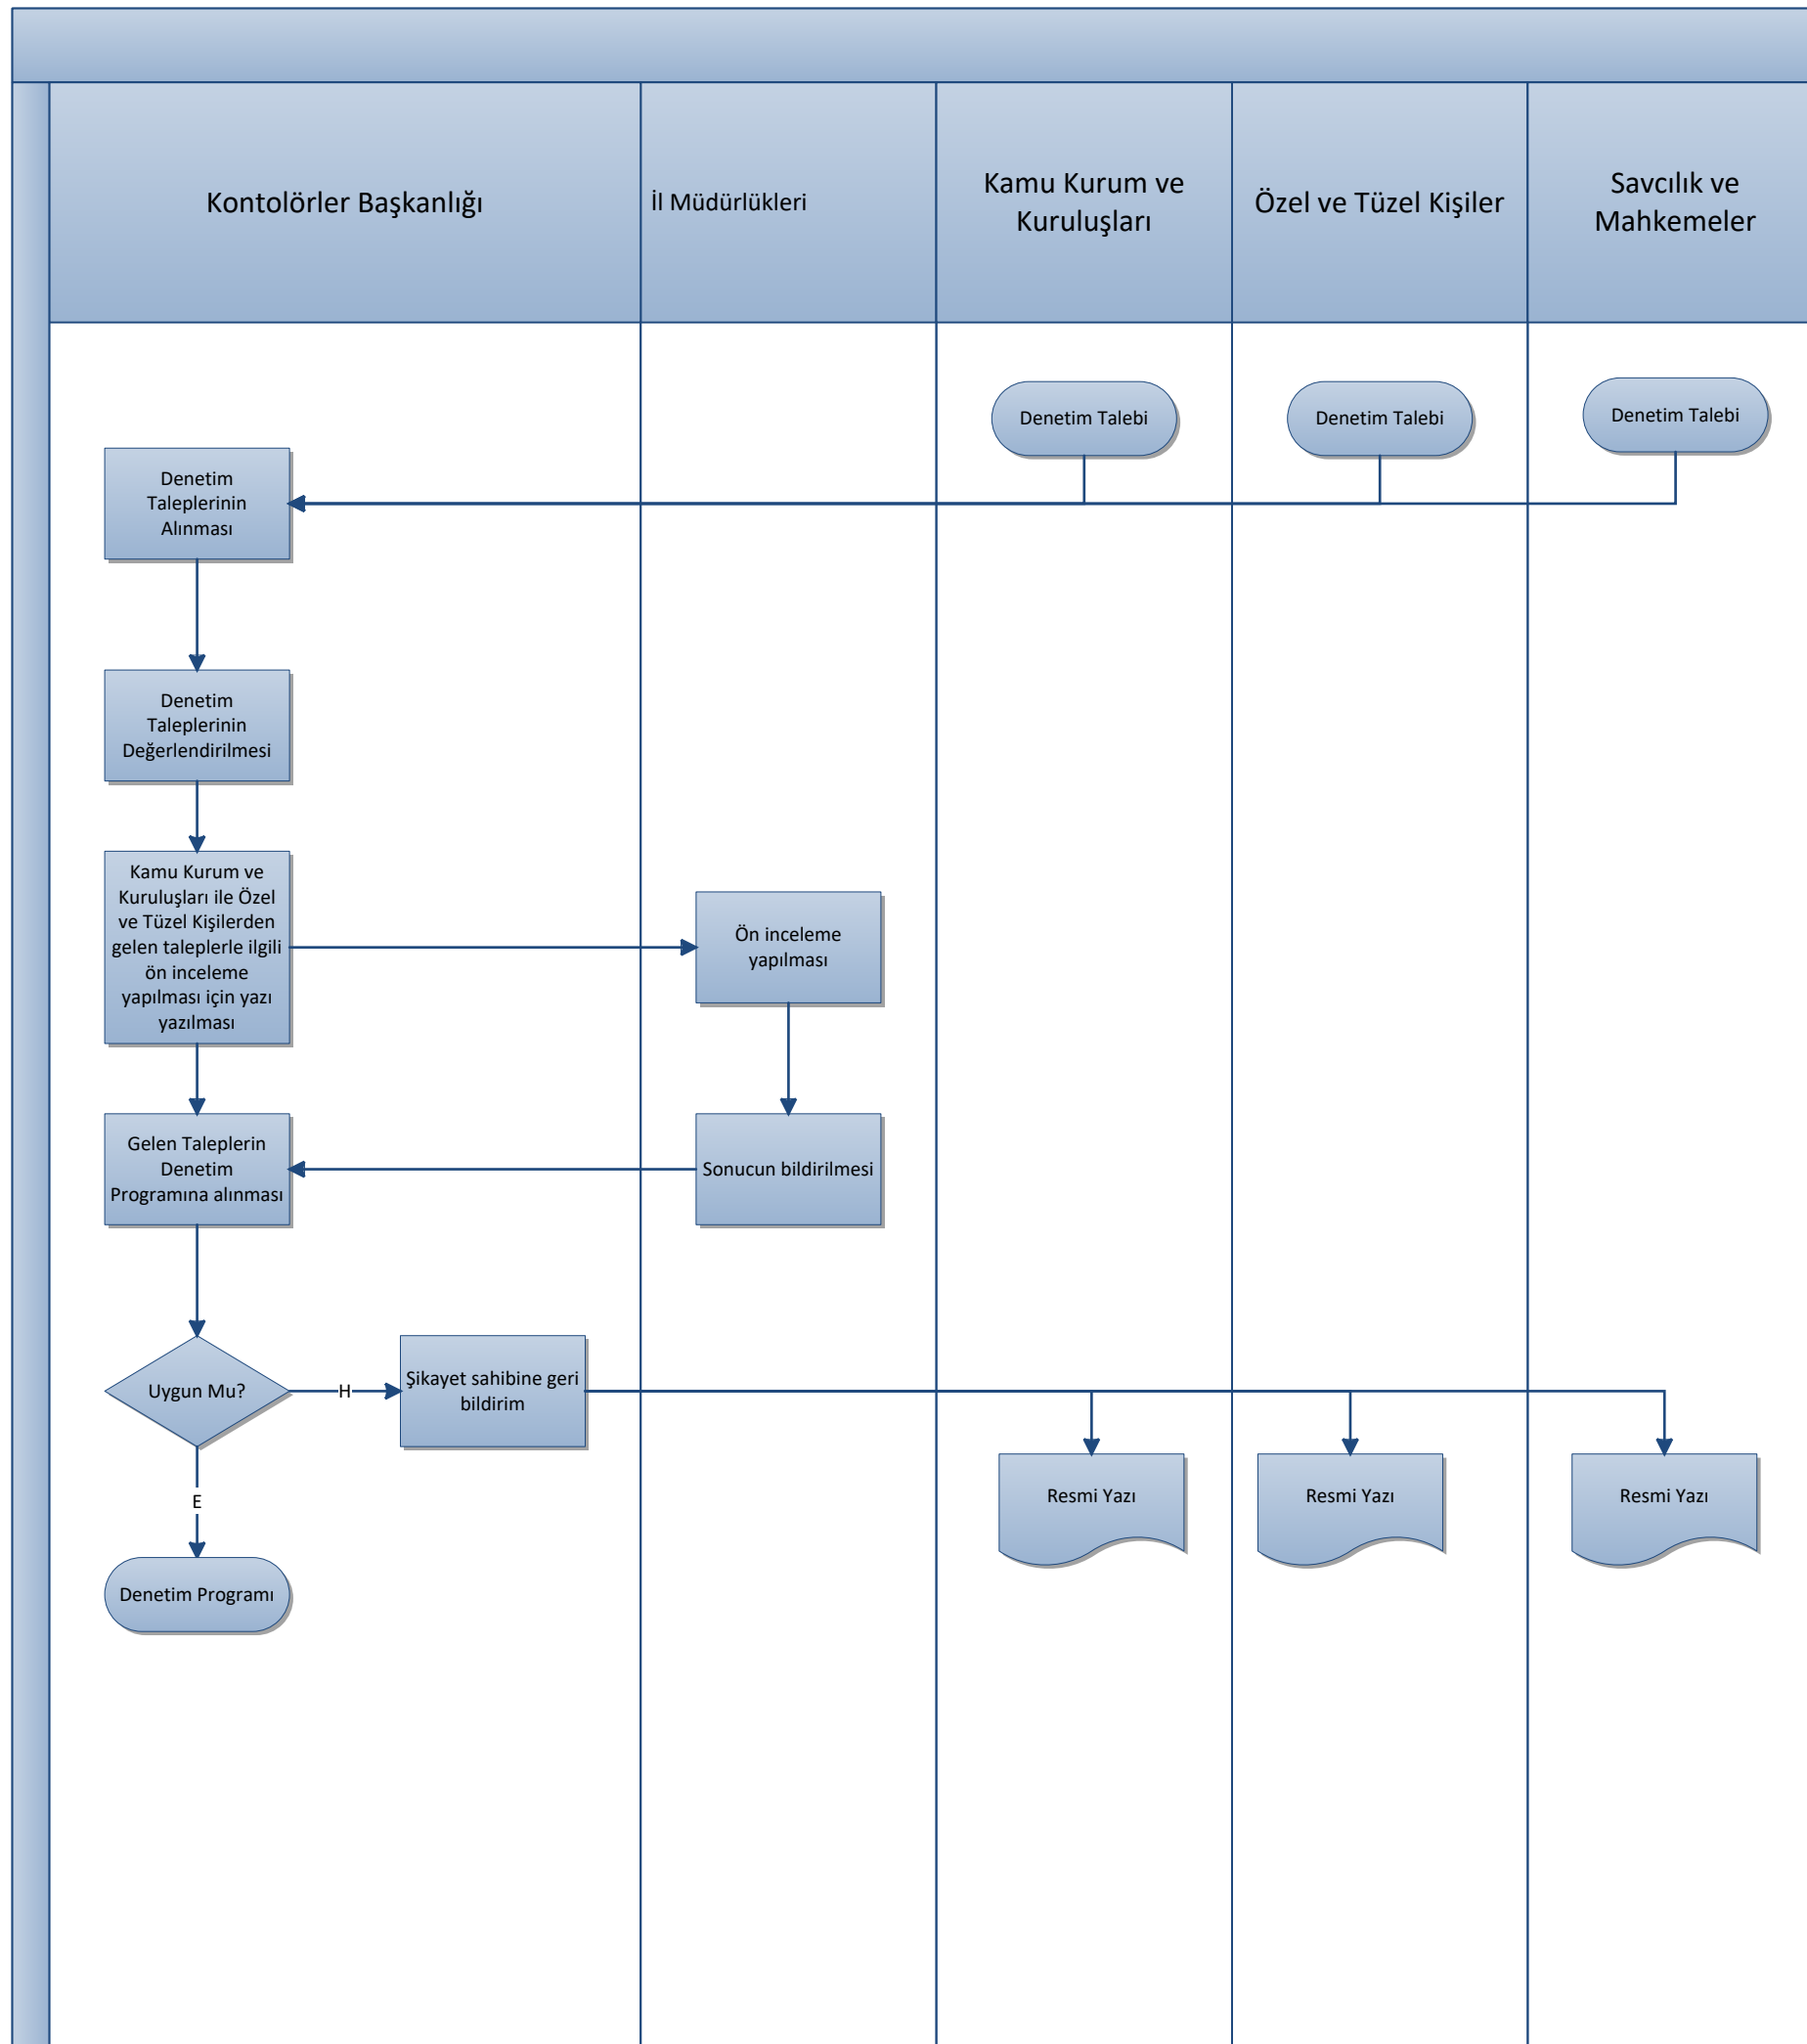 Kontolörler Başkanlığı
İl Müdürlükleri
Kamu Kurum ve
Kuruluşları
Özel ve Tüzel Kişiler
Savcılık ve
Mahkemeler
Denetim Talebi
Denetim Talebi
Denetim Talebi
Denetim
Taleplerinin
Alınması
Denetim
Taleplerinin
Değerlendirilmesi
Kamu Kurum ve
Kuruluşları ile Özel
ve Tüzel Kişilerden
gelen taleplerle ilgili
ön inceleme
yapılması için yazı
yazılması
Ön inceleme
yapılması
Gelen Taleplerin
Denetim
Programına alınması
Sonucun bildirilmesi
Uygun Mu?
H
Şikayet sahibine geri
bildirim
Resmi Yazı
Resmi Yazı
Resmi Yazı
E
Denetim Programı